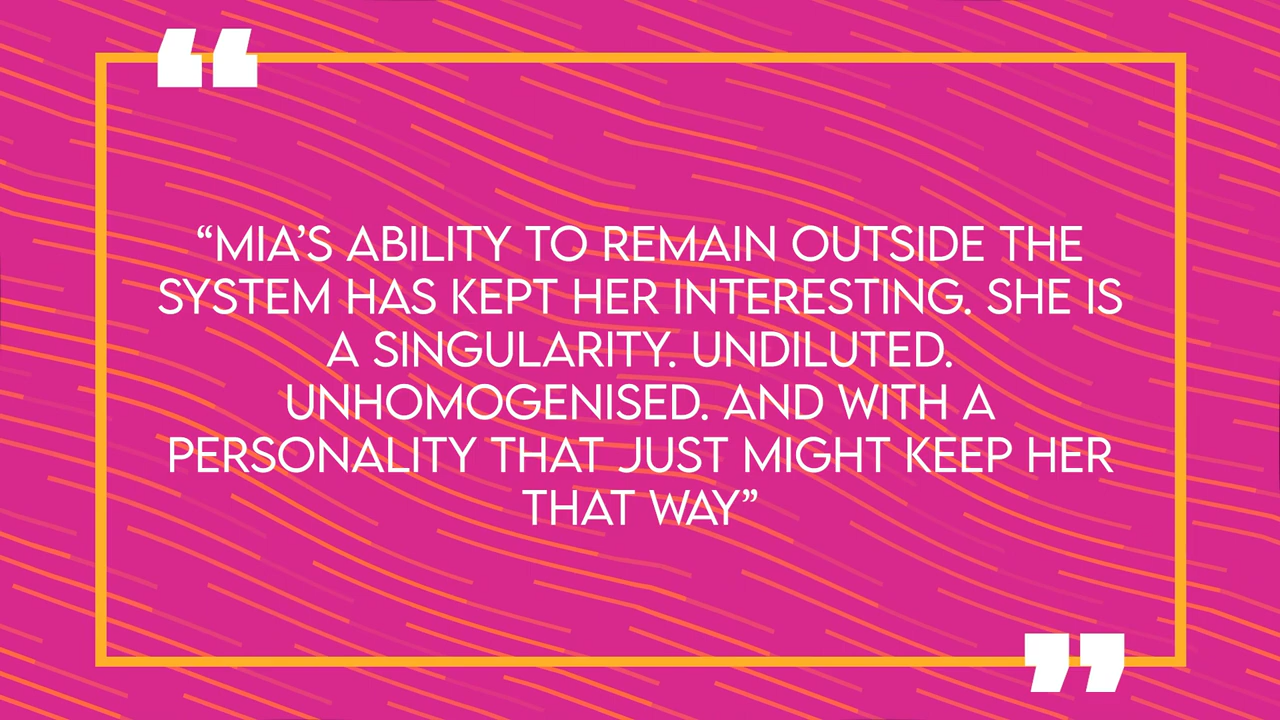 “MIA’S ABILITY TO REMAIN OUTSIDE THE
SYSTEM HAS KEPT HER INTERESTING. SHE IS
A SINGULARITY. UNDILUTED.
UNHOMOGENISED. AND WITH A
PERSONALITY THAT JUST MIGHT KEEP HER
THAT WAY”